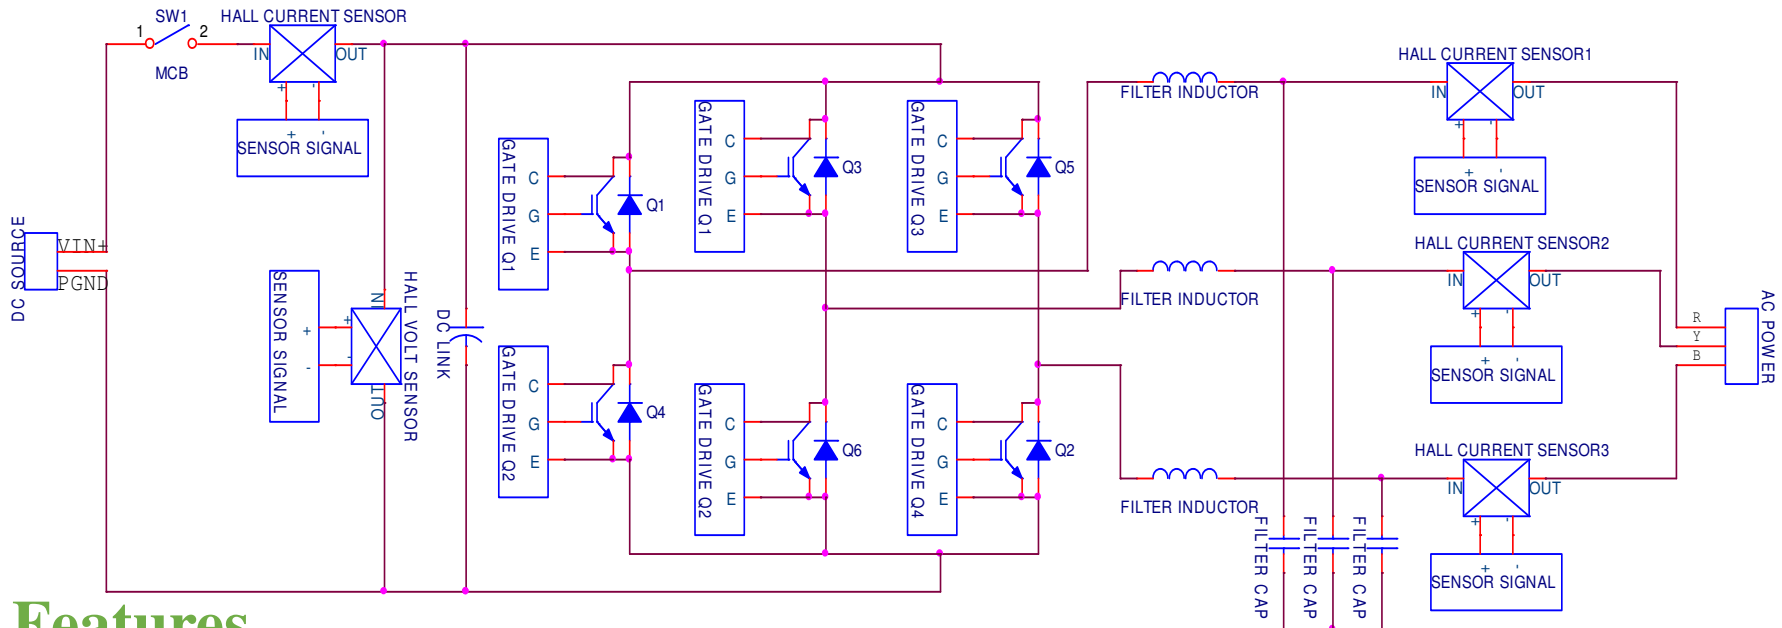 SW1
HALL CURRENT SENSOR
1
2
MCB
IN
OUT
+
-
+
-
SENSOR SIGNAL
DC SOURCE
VIN+
PGND
SENSOR SIGNAL
+
-
+
-
IN
OUT
HALL VOLT SENSOR
DC LINK
GATE DRIVE Q1
C
G
E
Q1
GATE DRIVE Q2
C
G
E
Q4
GATE DRIVE Q1
C
G
E
Q3
GATE DRIVE Q2
C
G
E
Q6
GATE DRIVE Q3
C
G
E
Q5
GATE DRIVE Q4
C
G
E
Q2
FILTER INDUCTOR
FILTER INDUCTOR
FILTER INDUCTOR
FILTER CAP
FILTER CAP
FILTER CAP
HALL CURRENT SENSOR1
IN
OUT
+
-
+
-
SENSOR SIGNAL
HALL CURRENT SENSOR2
IN
OUT
+
-
+
-
SENSOR SIGNAL
HALL CURRENT SENSOR3
IN
OUT
+
-
+
-
SENSOR SIGNAL
R
Y
B
AC POWER
Features